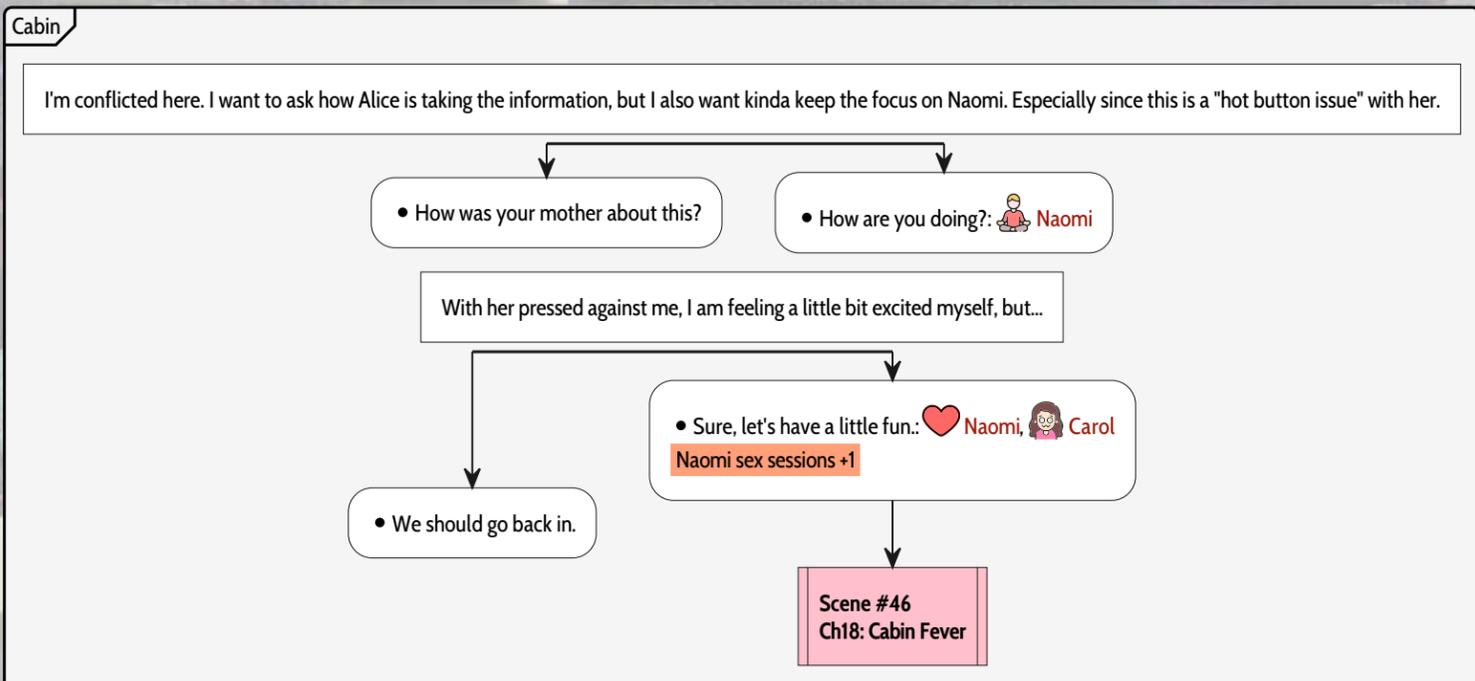 Cabin
I'm conflicted here. I want to ask how Alice is taking the information, but I also want kinda keep the focus on Naomi. Especially since this is a "hot button issue" with her.
• How was your mother about this?
• How are you doing?: Naomi
With her pressed against me, I am feeling a little bit excited myself, but...
• Sure, let's have a little fun.: Naomi, Carol
Naomi sex sessions +1
• We should go back in.
Scene #46
Ch18: Cabin Fever